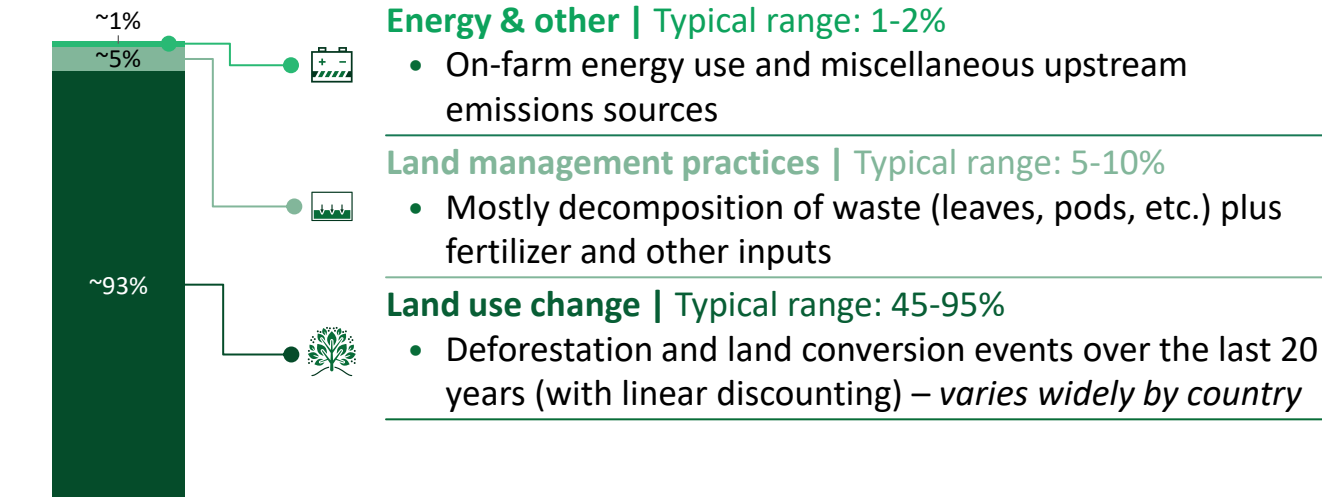 ~1%
~5%
~93%
Energy & other | Typical range: 1-2%
• On-farm energy use and miscellaneous upstream
emissions sources
Land management practices | Typical range: 5-10%
• Mostly decomposition of waste (leaves, pods, etc.) plus
fertilizer and other inputs
Land use change | Typical range: 45-95%
• Deforestation and land conversion events over the last 20
years (with linear discounting) – varies widely by country